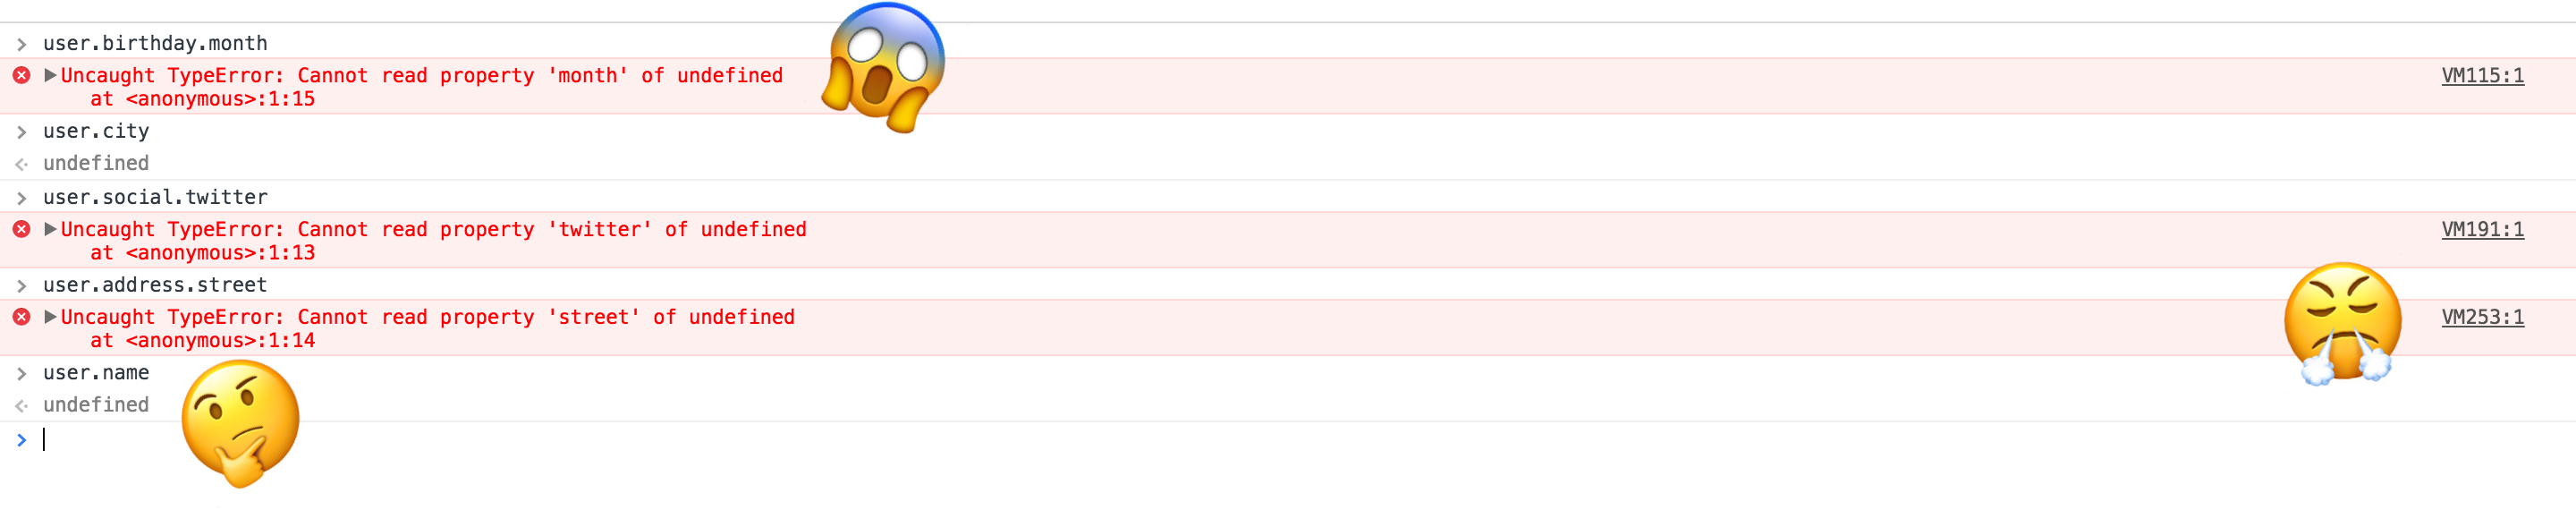 user.birthday.month
Uncaught TypeError: Cannot read property 'month' of undefined VM115:1
at <anonymous>:1:15
user.city
undefined
user.social.twitter
Uncaught TypeError: Cannot read property 'twitter' of undefined VM191:1
at <anonymous>:1:13
user.address.street
Uncaught TypeError: Cannot read property 'street' of undefined VM253:1
at <anonymous>:1:14
user.name
undefined